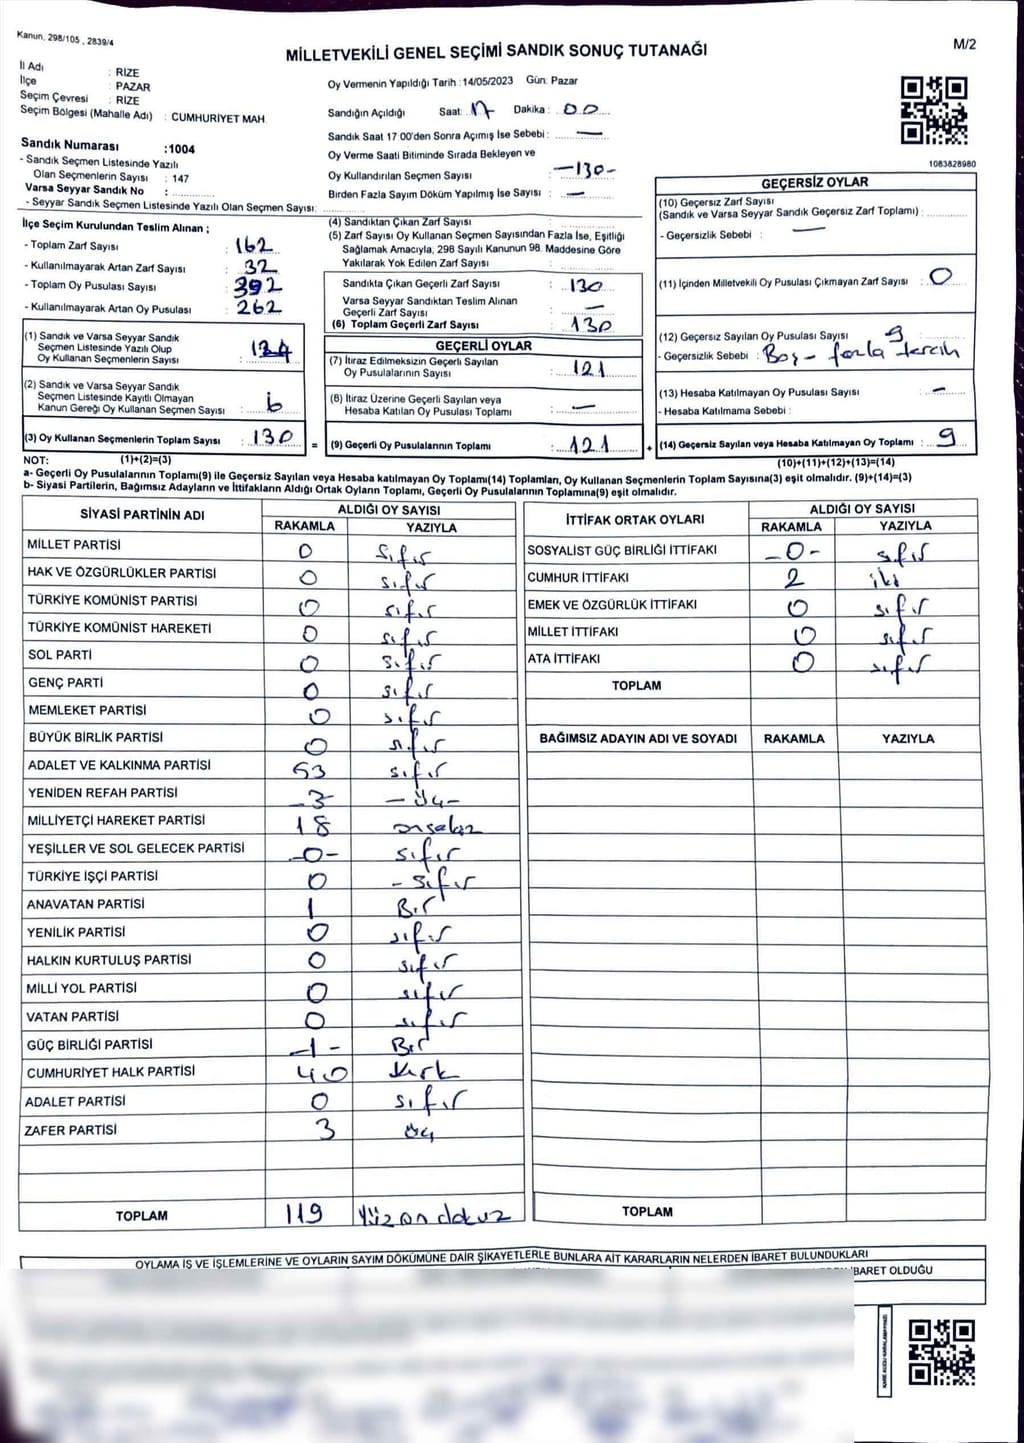 Kanun, 298/105 , 2839/4
MİLLETVEKİLİ GENEL SEÇİMİ SANDIK SONUÇ TUTANAĞI
M/2
İl Adı : RİZE
İlçe : PAZAR
Seçim Çevresi : RİZE
Seçim Bölgesi (Mahalle Adı) : CUMHURİYET MAH.
Sandık Numarası :1004
- Sandık Seçmen Listesinde Yazılı
Olan Seçmenlerin Sayısı : 147
Varsa Seyyar Sandık No :
- Seyyar Sandık Seçmen Listesinde Yazılı Olan Seçmen Sayısı:
Oy Vermenin Yapıldığı Tarih :14/05/2023 Gün: Pazar
Sandığın Açıldığı Saat: 17 Dakika : 00
Sandık Saat 17:00'den Sonra Açımış İse Sebebi : —
Oy Verme Saati Bitiminde Sırada Bekleyen ve
Oy Kullandırılan Seçmen Sayısı : -130-
Birden Fazla Sayım Döküm Yapılmış İse Sayısı : —
1083828980
İlçe Seçim Kurulundan Teslim Alınan ;
- Toplam Zarf Sayısı : 162
- Kullanılmayarak Artan Zarf Sayısı : 32
- Toplam Oy Pusulası Sayısı : 392
- Kullanılmayarak Artan Oy Pusulası : 262
(1) Sandık ve Varsa Seyyar Sandık
Seçmen Listesinde Yazılı Olup
Oy Kullanan Seçmenlerin Sayısı :
(2) Sandık ve Varsa Seyyar Sandık
Seçmen Listesinde Kayıtlı Olmayan
Kanun Gereği Oy Kullanan Seçmen Sayısı : 6
(3) Oy Kullanan Seçmenlerin Toplam Sayısı : 130
(1)+(2)=(3)
(4) Sandıktan Çıkan Zarf Sayısı :
(5) Zarf Sayısı Oy Kullanan Seçmen Sayısından Fazla İse, Eşitliği
Sağlamak Amacıyla, 298 Sayılı Kanunun 98. Maddesine Göre
Yakılarak Yok Edilen Zarf Sayısı :
Sandıkta Çıkan Geçerli Zarf Sayısı : 130
Varsa Seyyar Sandıktan Teslim Alınan
Geçerli Zarf Sayısı : —
(6) Toplam Geçerli Zarf Sayısı : 130
GEÇERLİ OYLAR
(7) İtiraz Edilmeksizin Geçerli Sayılan
Oy Pusulalarının Sayısı : 121
(8) İtiraz Üzerine Geçerli Sayılan veya
Hesaba Katılan Oy Pusulası Toplamı : —
= (9) Geçerli Oy Pusulalarının Toplamı : 121 +
GEÇERSİZ OYLAR
(10) Geçersiz Zarf Sayısı
(Sandık ve Varsa Seyyar Sandık Geçersiz Zarf Toplamı) :
- Geçersizlik Sebebi : —
(11) İçinden Milletvekili Oy Pusulası Çıkmayan Zarf Sayısı : 0
(12) Geçersiz Sayılan Oy Pusulası Sayısı : 9
- Geçersizlik Sebebi : Boş - fazla tercih
(13) Hesaba Katılmayan Oy Pusulası Sayısı : —
- Hesaba Katılmama Sebebi :
(14) Geçersiz Sayılan veya Hesaba Katılmayan Oy Toplamı : 9
(10)+(11)+(12)+(13)=(14)
NOT:
a- Geçerli Oy Pusulalarının Toplamı(9) ile Geçersiz Sayılan veya Hesaba katılmayan Oy Toplamı(14) Toplamları, Oy Kullanan Seçmenlerin Toplam Sayısına(3) eşit olmalıdır. (9)+(14)=(3)
b- Siyasi Partilerin, Bağımsız Adayların ve İttifakların Aldığı Ortak Oyların Toplamı, Geçerli Oy Pusulalarının Toplamına(9) eşit olmalıdır.
SİYASİ PARTİNİN ADI ALDIĞI OY SAYISI
RAKAMLA YAZIYLA
MİLLET PARTİSİ 0 sıfır
HAK VE ÖZGÜRLÜKLER PARTİSİ 0 sıfır
TÜRKİYE KOMÜNİST PARTİSİ 0 sıfır
TÜRKİYE KOMÜNİST HAREKETİ 0 sıfır
SOL PARTİ 0 sıfır
GENÇ PARTİ 0 sıfır
MEMLEKET PARTİSİ 0 sıfır
BÜYÜK BİRLİK PARTİSİ 0 sıfır
ADALET VE KALKINMA PARTİSİ 53 sıfır
YENİDEN REFAH PARTİSİ -3- -üç-
MİLLİYETÇİ HAREKET PARTİSİ 18 onsekiz
YEŞİLLER VE SOL GELECEK PARTİSİ -0- sıfır
TÜRKİYE İŞÇİ PARTİSİ 0 - sıfır
ANAVATAN PARTİSİ 1 Bir
YENİLİK PARTİSİ 0 sıfır
HALKIN KURTULUŞ PARTİSİ 0 sıfır
MİLLİ YOL PARTİSİ 0 sıfır
VATAN PARTİSİ 0 sıfır
GÜÇ BİRLİĞİ PARTİSİ -1- Bir
CUMHURİYET HALK PARTİSİ 40 kırk
ADALET PARTİSİ 0 sıfır
ZAFER PARTİSİ 3 üç
TOPLAM 119 Yüzondokuz
İTTİFAK ORTAK OYLARI ALDIĞI OY SAYISI
RAKAMLA YAZIYLA
SOSYALİST GÜÇ BİRLİĞİ İTTİFAKI -0- sıfır
CUMHUR İTTİFAKI 2 iki
EMEK VE ÖZGÜRLÜK İTTİFAKI 0 sıfır
MİLLET İTTİFAKI 0 sıfır
ATA İTTİFAKI 0 sıfır
TOPLAM
BAĞIMSIZ ADAYIN ADI VE SOYADI RAKAMLA YAZIYLA
TOPLAM
OYLAMA İŞ VE İŞLEMLERİNE VE OYLARIN SAYIM DÖKÜMÜNE DAİR ŞİKAYETLERLE BUNLARA AİT KARARLARIN NELERDEN İBARET BULUNDUKLARI
İBARET OLDUĞU